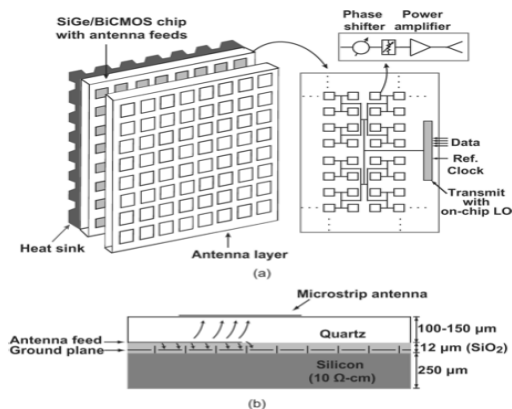 SiGe/BiCMOS chip
with antenna feeds
Phase
shifter
Power
amplifier
Data
Ref.
Clock
Transmit
with
on-chip LO
Heat sink
Antenna layer
(a)
Microstrip antenna
Antenna feed
Ground plane
Quartz
100-150 µm
12 µm (SiO2)
Silicon
(10 Ω-cm)
250 µm
(b)